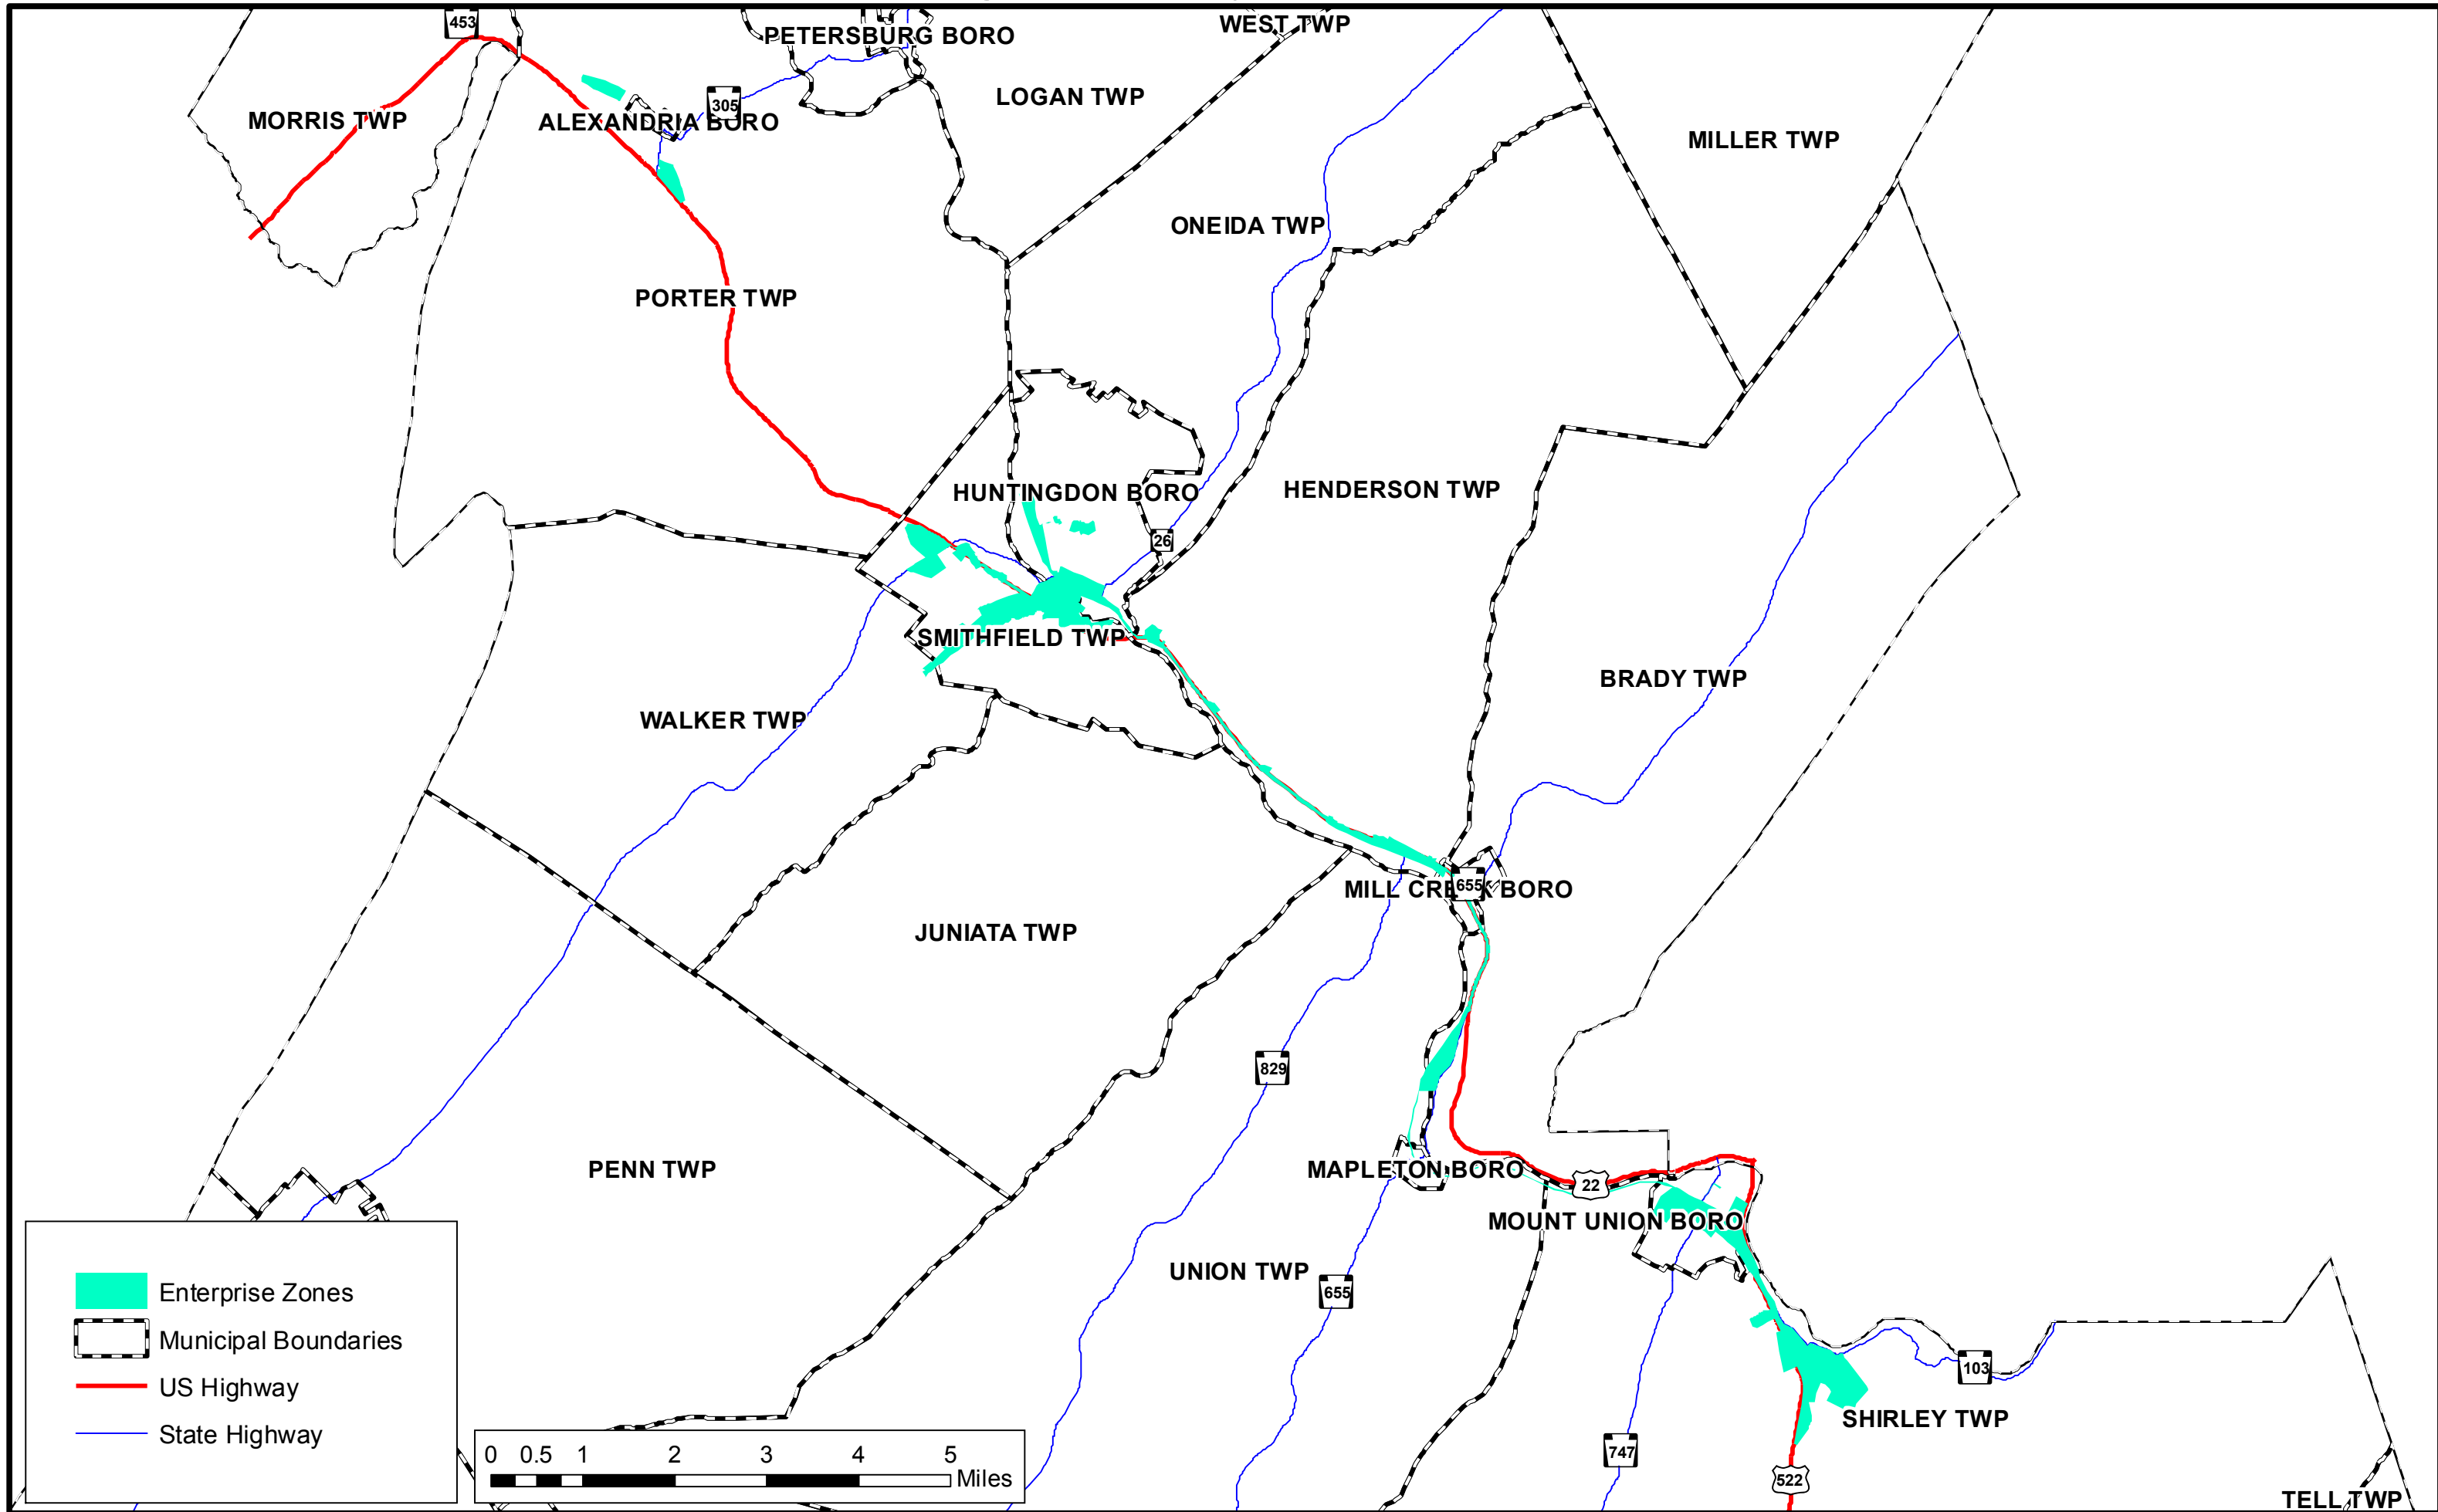 453
PETERSBURG BORO
WEST TWP
LOGAN TWP
305
MORRIS TWP
ALEXANDRIA BORO
MILLER TWP
ONEIDA TWP
PORTER TWP
HUNTINGDON BORO
HENDERSON TWP
26
SMITHFIELD TWP
BRADY TWP
WALKER TWP
MILL CREEK BORO
655
JUNIATA TWP
829
PENN TWP
MAPLETON BORO
22
MOUNT UNION BORO
UNION TWP
655
103
SHIRLEY TWP
747
522
TELL TWP
Enterprise Zones
Municipal Boundaries
US Highway
State Highway
0 0.5 1 2 3 4 5
Miles